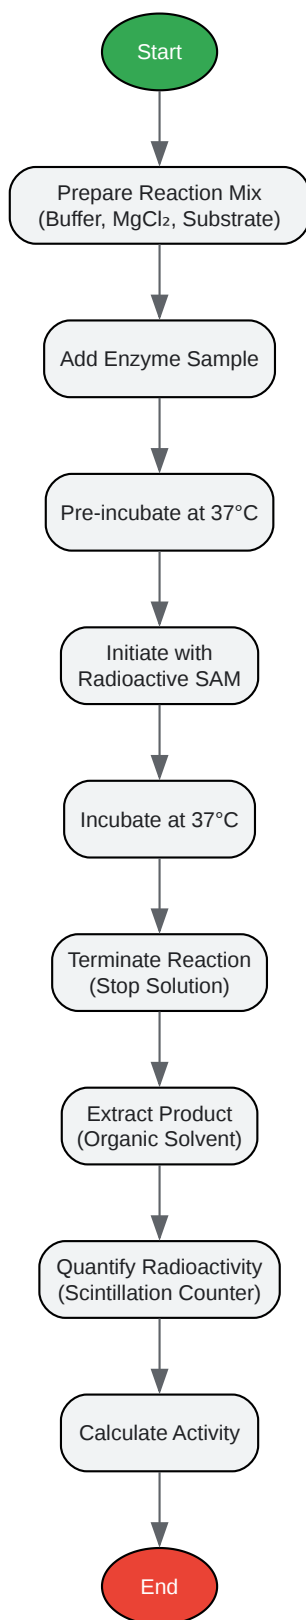 Start
Prepare Reaction Mix
(Buffer, MgCl₂, Substrate)
Add Enzyme Sample
Pre-incubate at 37°C
Initiate with
Radioactive SAM
Incubate at 37°C
Terminate Reaction
(Stop Solution)
Extract Product
(Organic Solvent)
Quantify Radioactivity
(Scintillation Counter)
Calculate Activity
End